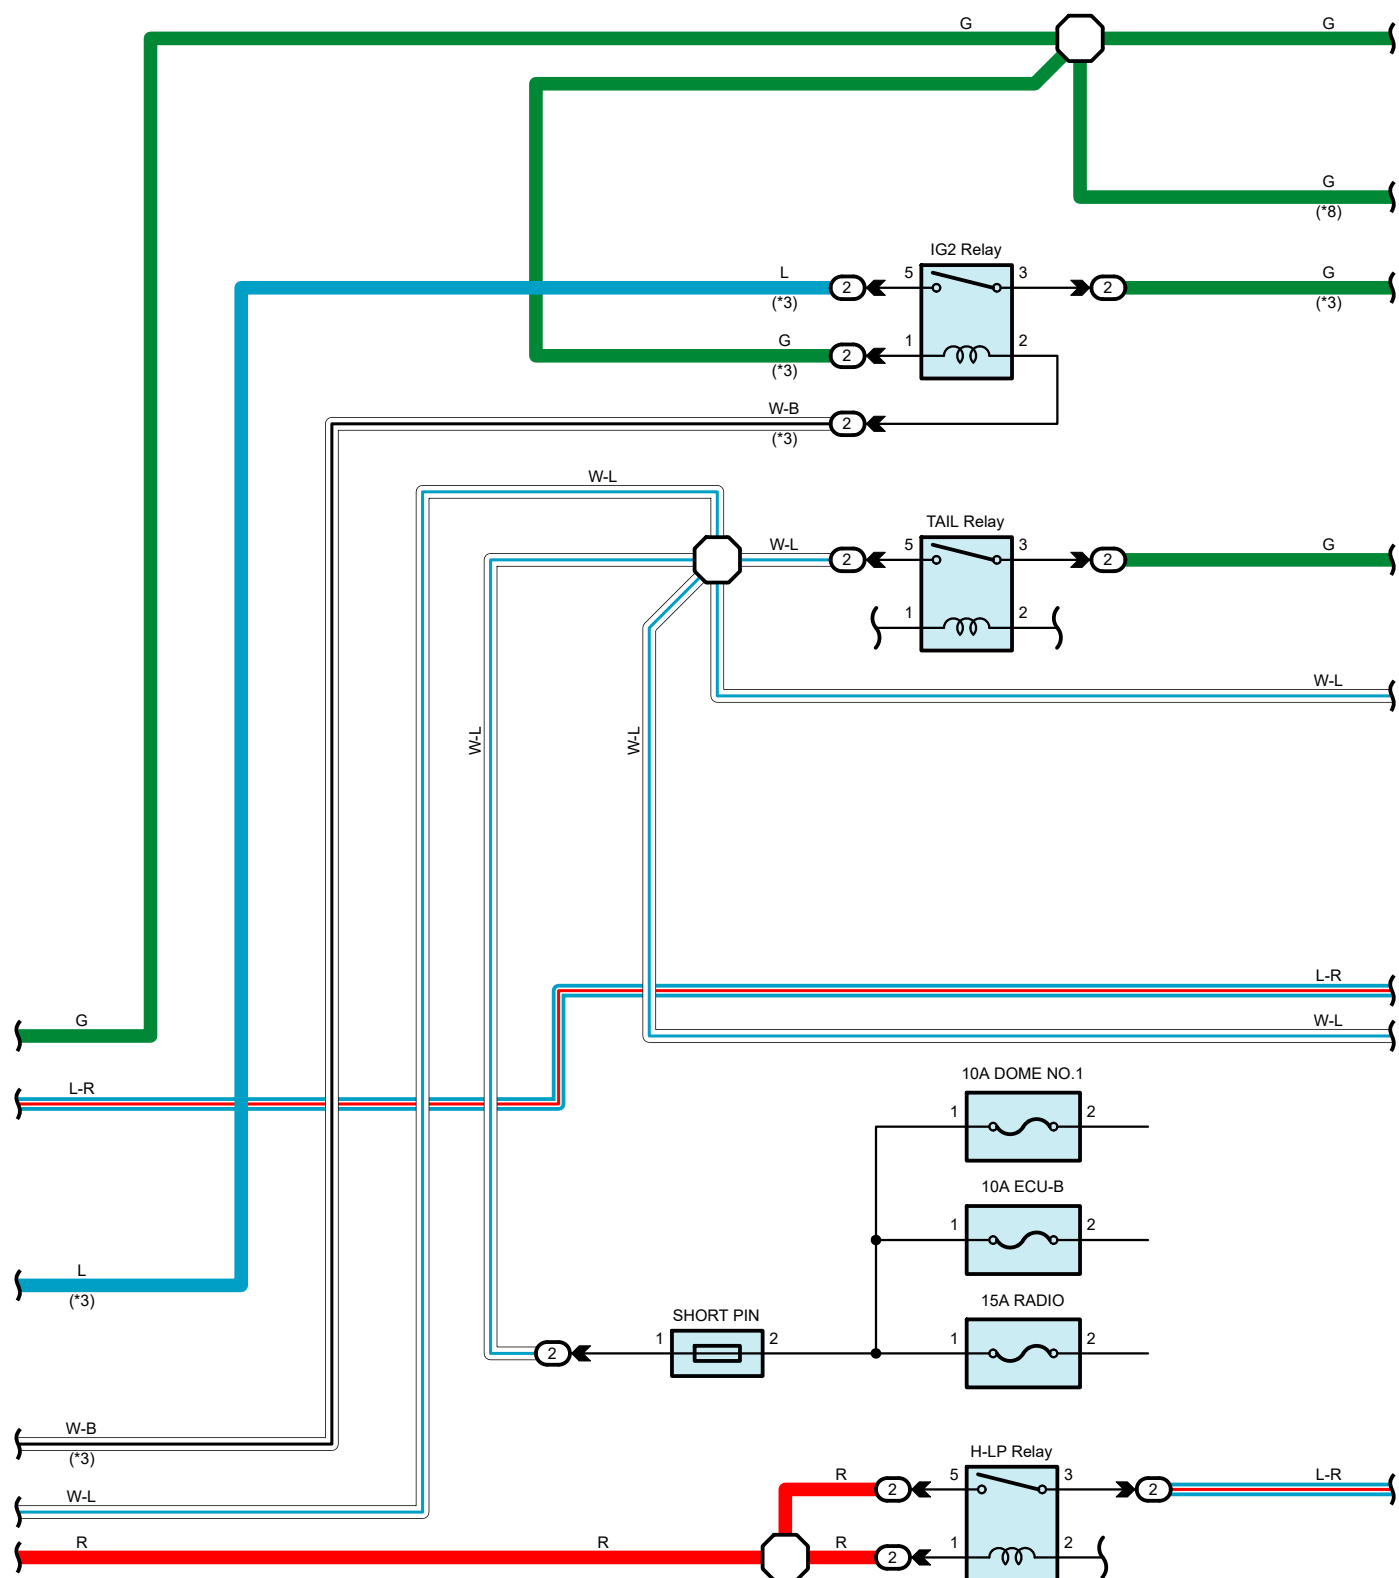 G G
G
(*8)
IG2 Relay
L 2 5 3 2 G
(*3) (*3)
G 2 1 2
(*3)
W-B 2
(*3)
W-L
TAIL Relay
W-L 2 5 3 2 G
1 2
W-L
W-L W-L
L-R
G W-L
10A DOME NO.1
L-R
1 2
10A ECU-B
1 2
L
(*3)
15A RADIO
SHORT PIN
2 1 2 1 2
W-B
(*3)
H-LP Relay
R 2 5 3 2 L-R
W-L
R R R 2 1 2